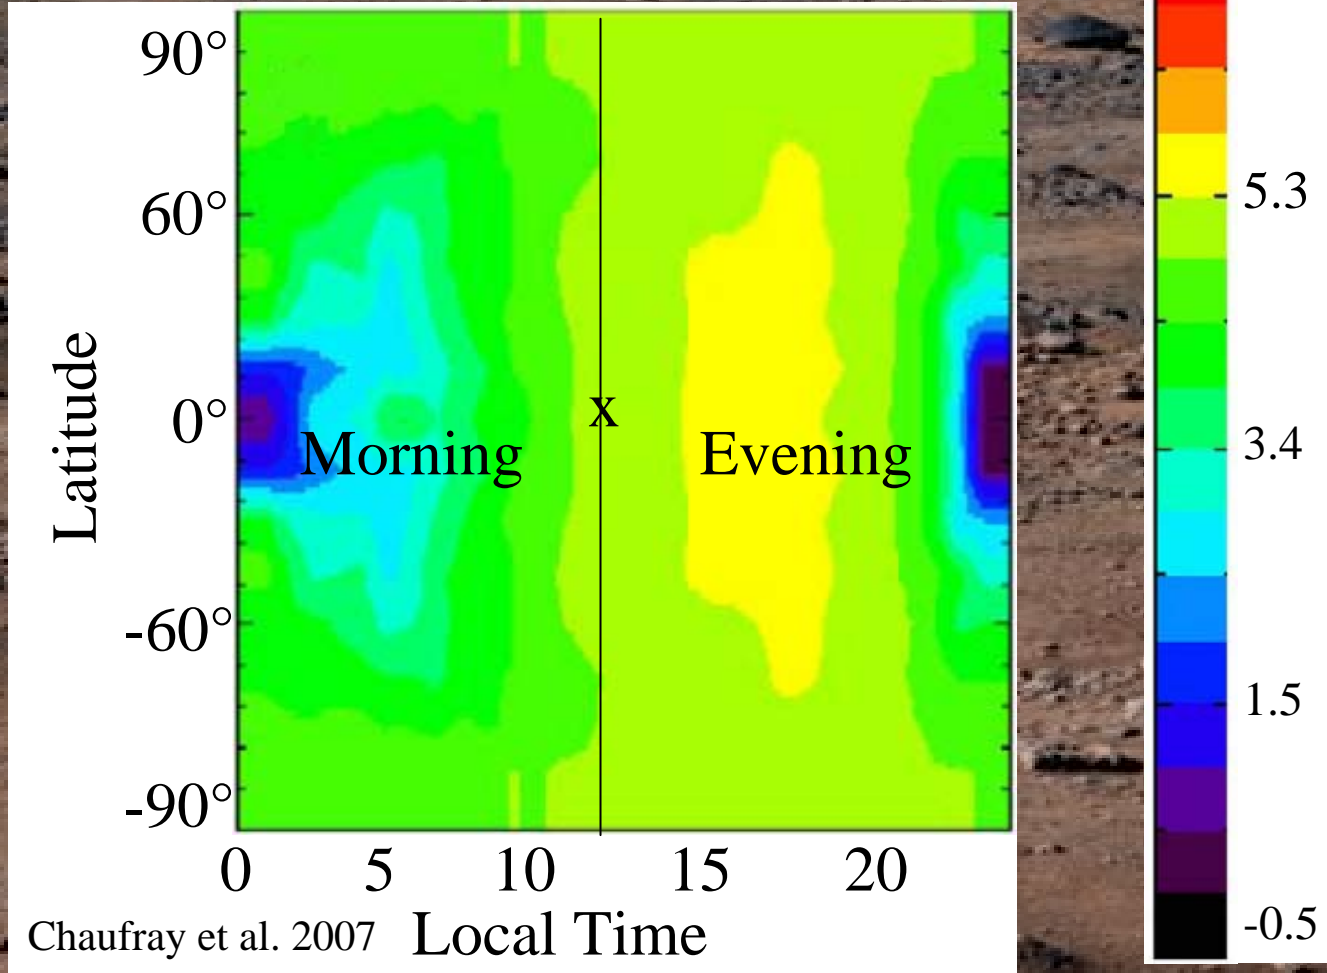 90°
60°
0°
-60°
-90°
Latitude
Morning
x
Evening
0 5 10 15 20
Local Time
Chaufray et al. 2007
5.3
3.4
1.5
-0.5